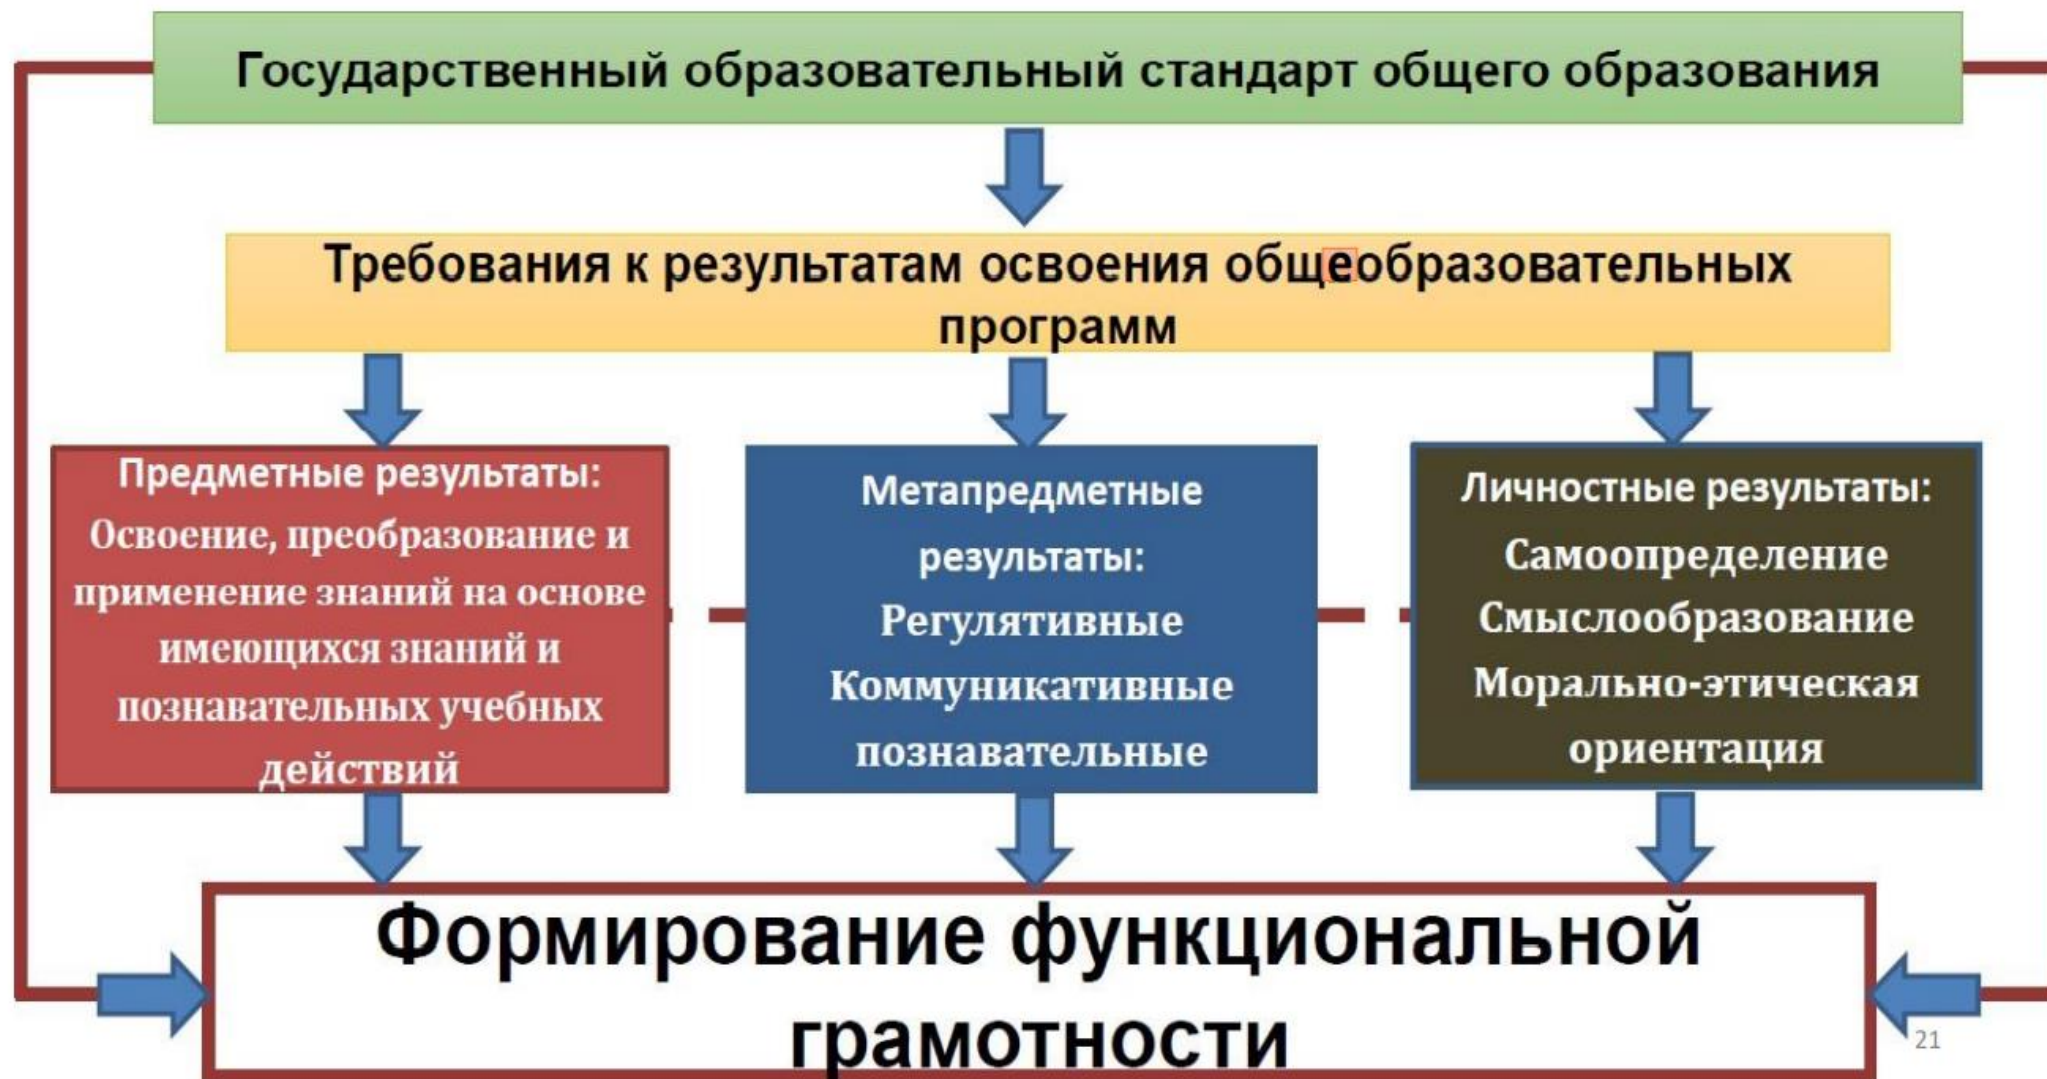 Государственный образовательный стандарт общего образования
Требования к результатам освоения общеобразовательных
программ
Предметные результаты:
Освоение, преобразование и
применение знаний на основе
имеющихся знаний и
познавательных учебных
действий
Метапредметные
результаты:
Регулятивные
Коммуникативные
познавательные
Личностные результаты:
Самоопределение
Смыслообразование
Морально-этическая
ориентация
Формирование функциональной
грамотности
21